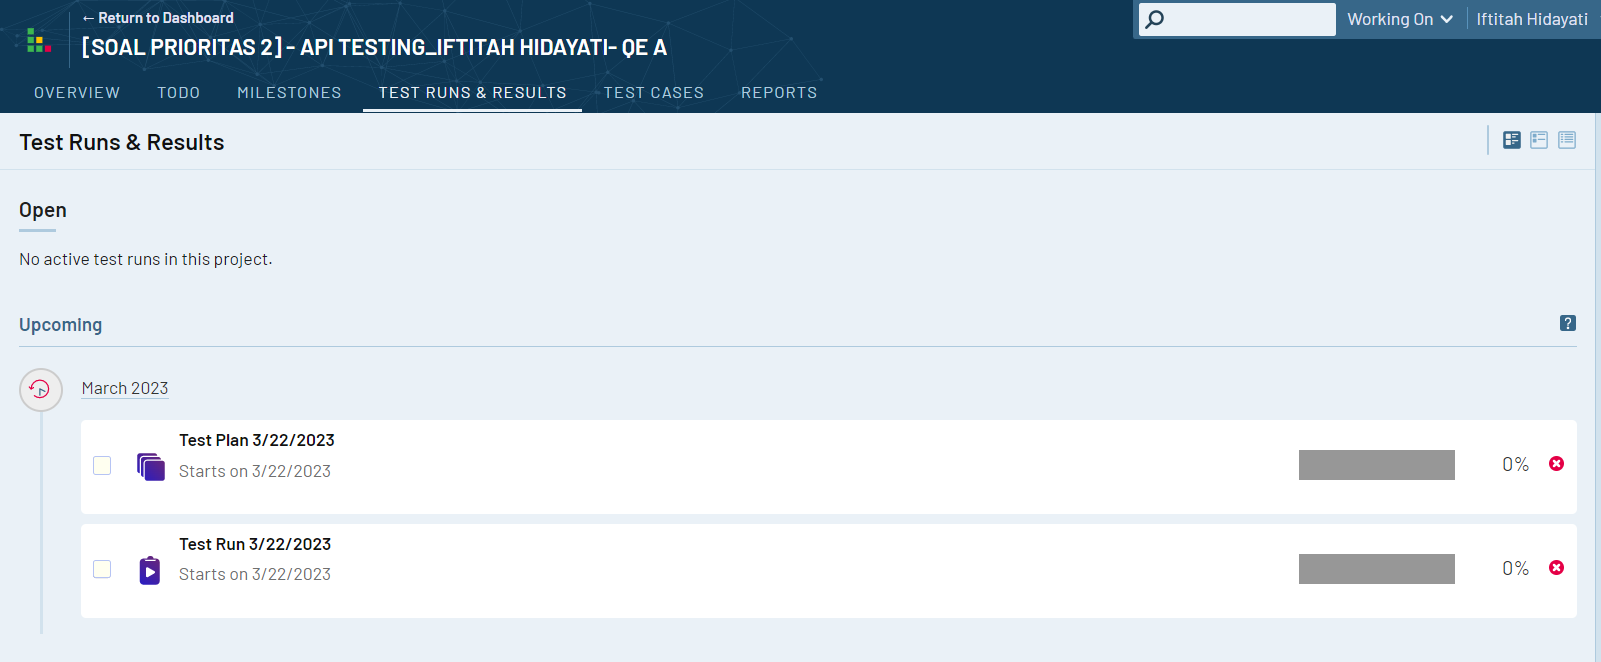 ← Return to Dashboard
[SOAL PRIORITAS 2] - API TESTING_IFTITAH HIDAYATI- QE A
Working On
Iftitah Hidayati
OVERVIEW TODO MILESTONES TEST RUNS & RESULTS TEST CASES REPORTS
Test Runs & Results
Open
No active test runs in this project.
Upcoming
?
March 2023
Test Plan 3/22/2023
Starts on 3/22/2023
0%
Test Run 3/22/2023
Starts on 3/22/2023
0%